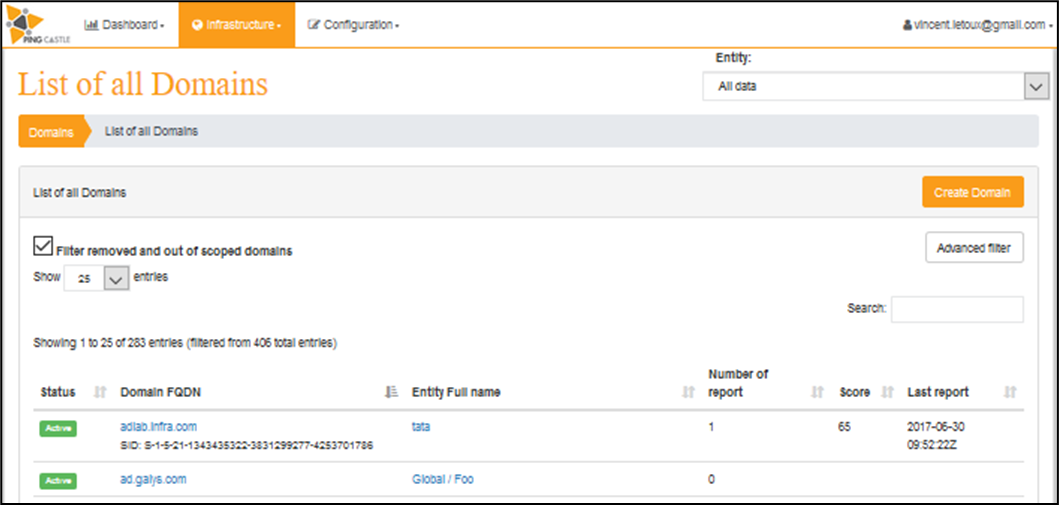 PING CASTLE
Dashboard
Infrastructure
Configuration
vincent.letoux@gmail.com
List of all Domains
Entity:
All data
Domains
List of all Domains
List of all Domains
Create Domain
Filter removed and out of scoped domains
Advanced filter
Show 25 entries
Search:
Showing 1 to 25 of 283 entries (filtered from 406 total entries)
Status Domain FQDN Entity Full name Number of report Score Last report
Active adlab.infra.com tata 1 65 2017-06-30
SID: S-1-5-21-1343435322-3831299277-4253701786 09:52:22Z
Active ad.galys.com Global / Foo 0